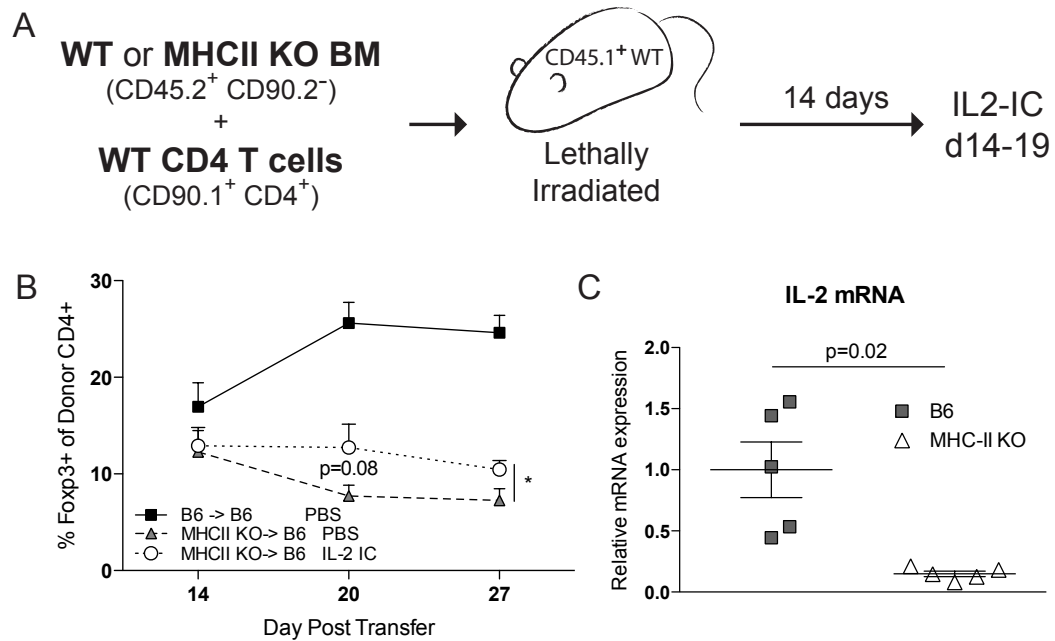 A
WT or MHCII KO BM
(CD45.2+ CD90.2-)
+
WT CD4 T cells
(CD90.1+ CD4+)
CD45.1+ WT
Lethally
Irradiated
14 days
IL2-IC
d14-19
B
% Foxp3+ of Donor CD4+
30
20
10
0
p=0.08
*
B6 -> B6 PBS
MHCII KO-> B6 PBS
MHCII KO-> B6 IL-2 IC
14 20 27
Day Post Transfer
C
IL-2 mRNA
Relative mRNA expression
2.0
1.5
1.0
0.5
0.0
p=0.02
B6
MHC-II KO